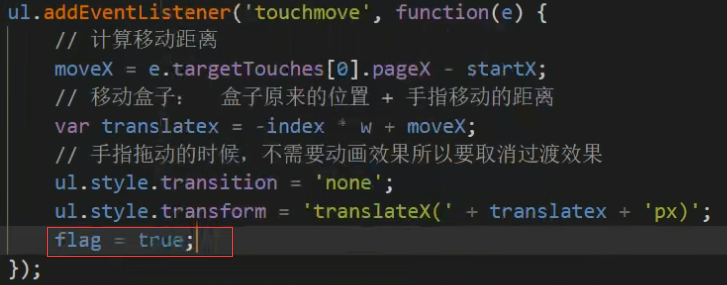 ul.addEventListener('touchmove', function(e) {
// 计算移动距离
moveX = e.targetTouches[0].pageX - startX;
// 移动盒子： 盒子原来的位置 + 手指移动的距离
var translatex = -index * w + moveX;
// 手指拖动的时候，不需要动画效果所以要取消过渡效果
ul.style.transition = 'none';
ul.style.transform = 'translateX(' + translatex + 'px)';
flag = true;
});